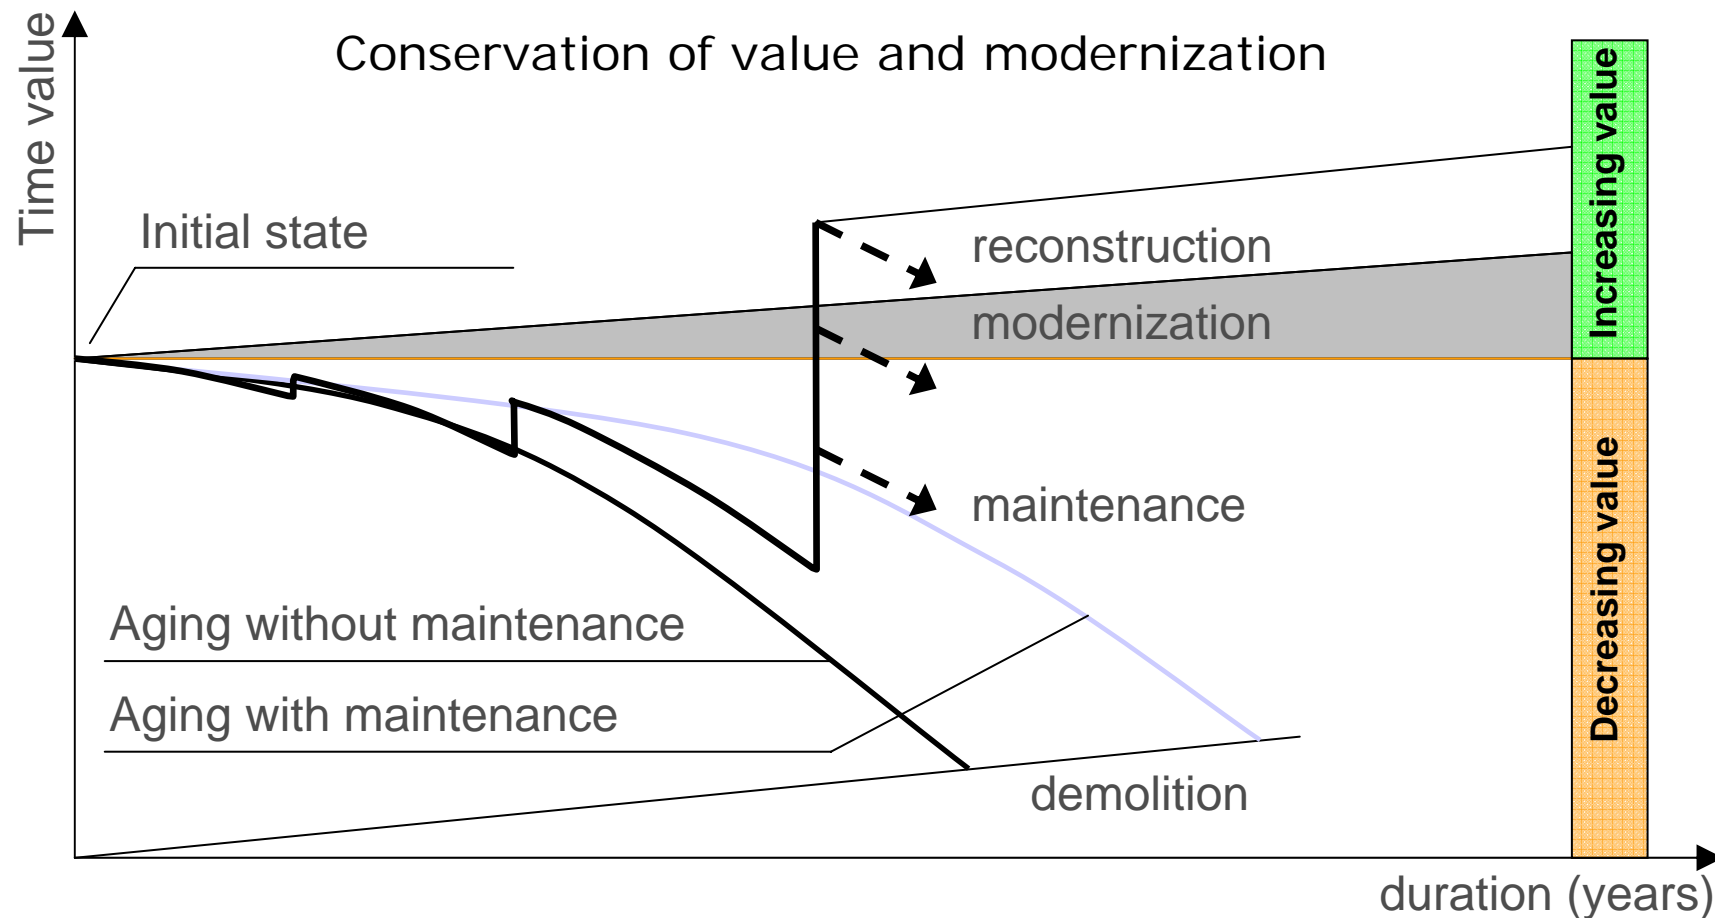 Conservation of value and modernization
Time value
Increasing value
Initial state
reconstruction
modernization
Decreasing value
maintenance
Aging without maintenance
Aging with maintenance
demolition
duration (years)